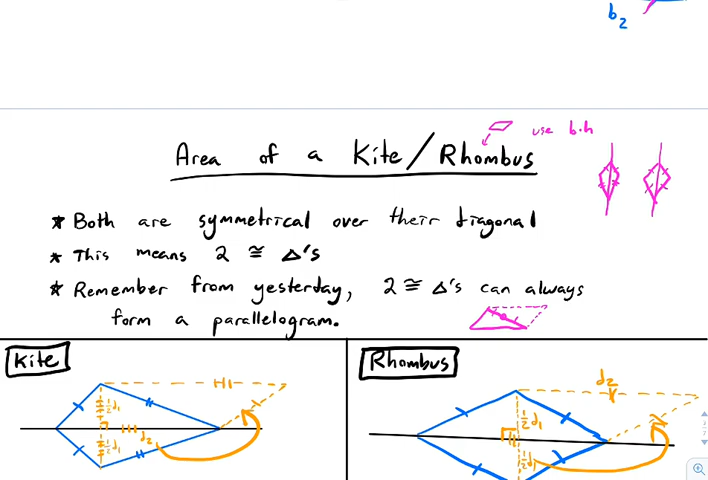 b₂
use b·h
Area of a Kite/Rhombus
★ Both are symmetrical over their diagonal
★ This means 2 ≅ Δ's
★ Remember from yesterday, 2 ≅ Δ's can always
form a parallelogram.
Kite
½d₁
½d₁
d₂
Rhombus
d₂
½d₁
½d₁